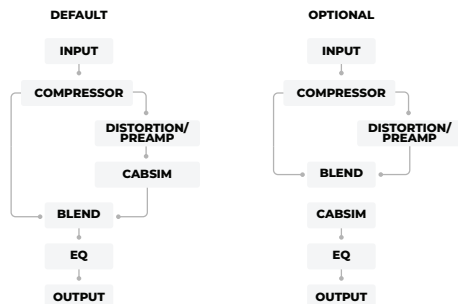 DEFAULT
INPUT
COMPRESSOR
DISTORTION/
PREAMP
CABSIM
BLEND
EQ
OUTPUT
OPTIONAL
INPUT
COMPRESSOR
DISTORTION/
PREAMP
BLEND
CABSIM
EQ
OUTPUT